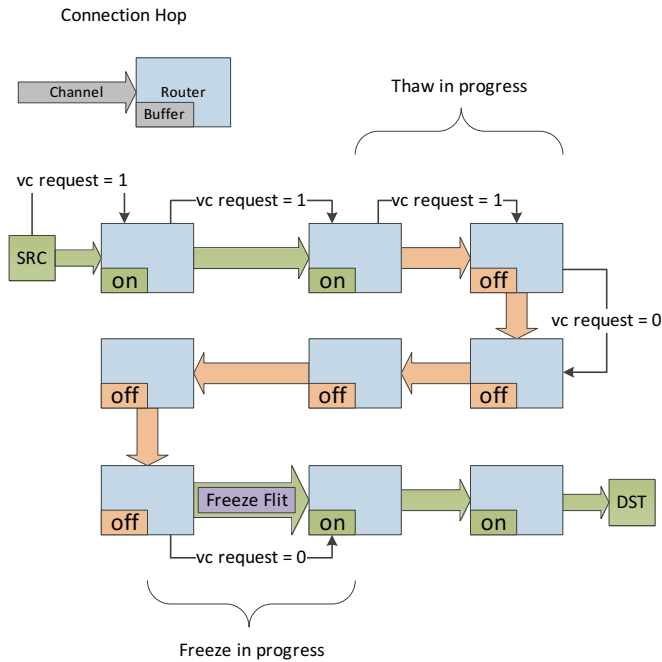 Connection Hop
Channel
Router
Buffer
Thaw in progress
vc request = 1
vc request = 1
vc request = 1
SRC
on
on
off
vc request = 0
off
off
off
off
Freeze Flit
on
on
DST
vc request = 0
Freeze in progress